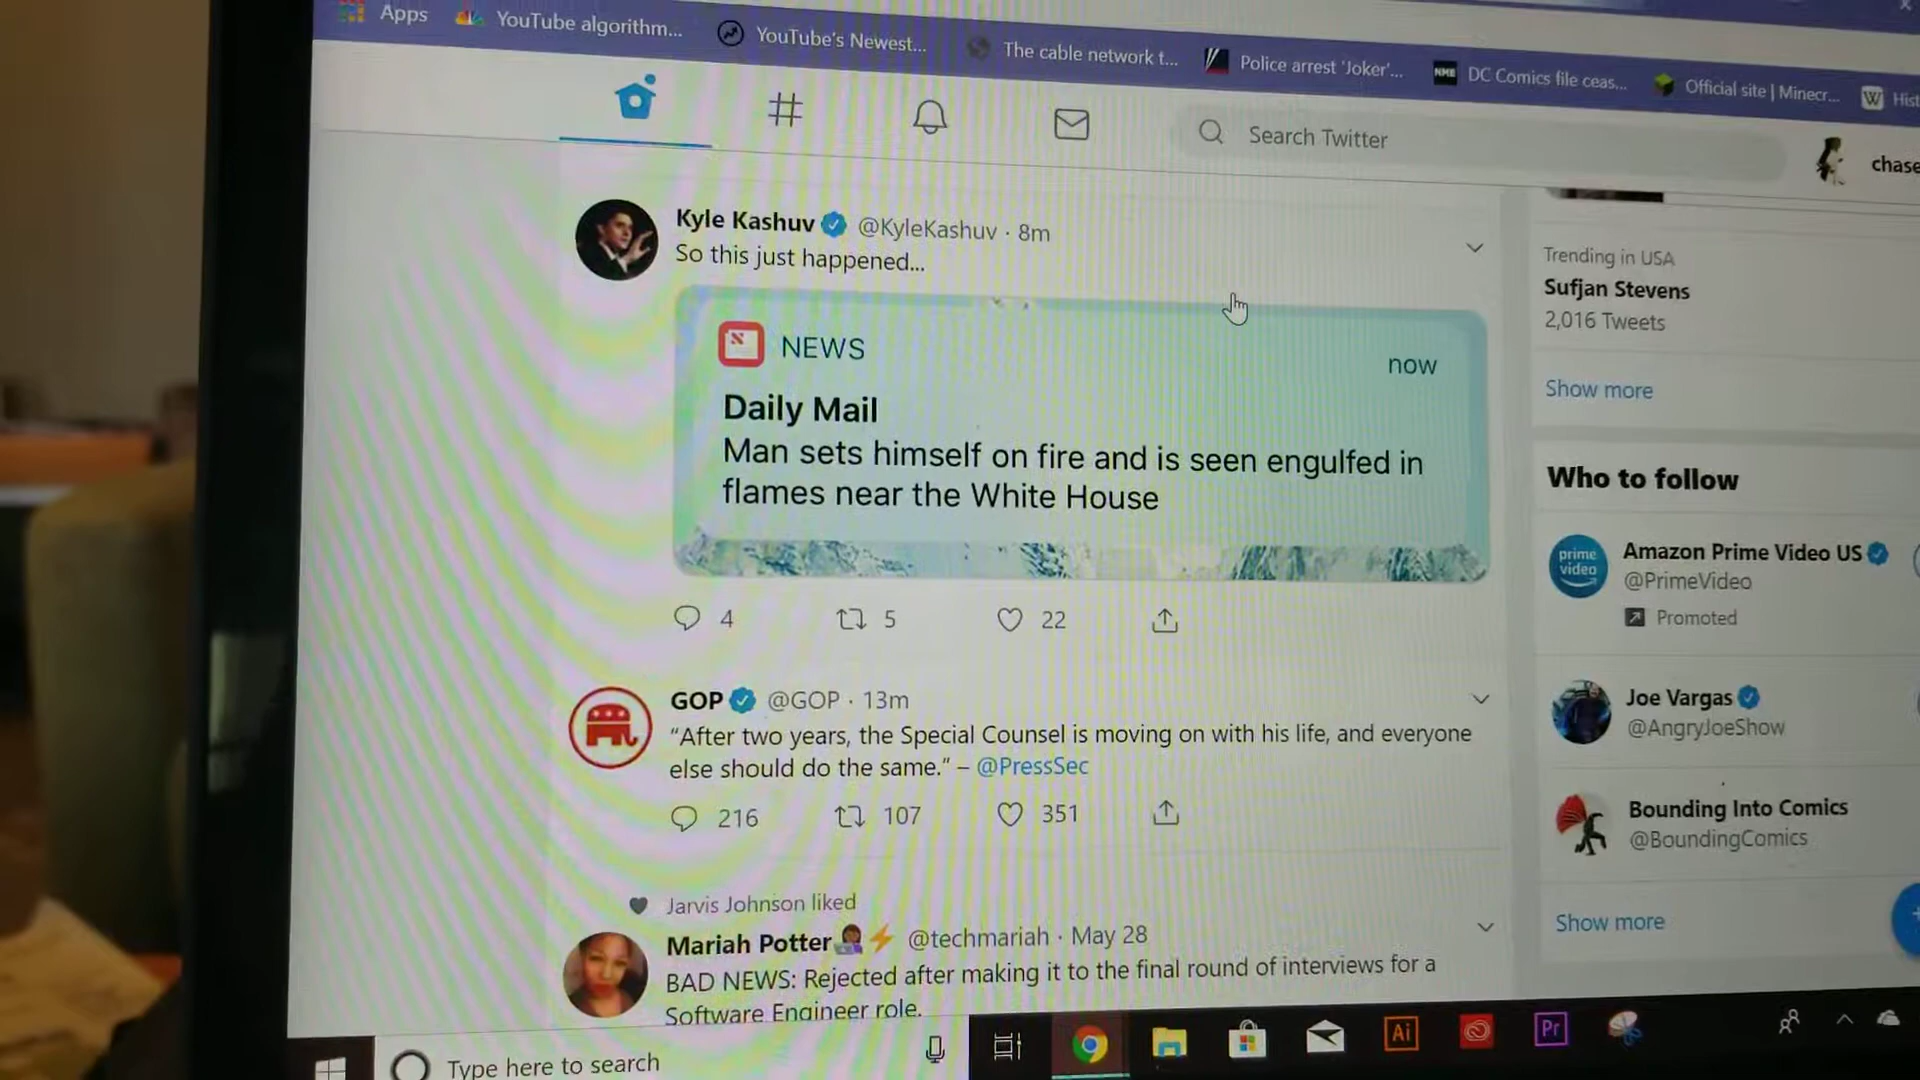 Apps YouTube algorithm... YouTube's Newest... The cable network t... Police arrest 'Joker'... NME DC Comics file ceas... Official site | Minecr... W Hist
Search Twitter
chase
Kyle Kashuv @KyleKashuv · 8m
So this just happened...
NEWS
now
Daily Mail
Man sets himself on fire and is seen engulfed in
flames near the White House
4 5 22
GOP @GOP · 13m
“After two years, the Special Counsel is moving on with his life, and everyone
else should do the same.” – @PressSec
216 107 351
Jarvis Johnson liked
Mariah Potter @techmariah · May 28
BAD NEWS: Rejected after making it to the final round of interviews for a
Software Engineer role.
Trending in USA
Sufjan Stevens
2,016 Tweets
Show more
Who to follow
prime
video
Amazon Prime Video US
@PrimeVideo
Promoted
Joe Vargas
@AngryJoeShow
Bounding Into Comics
@BoundingComics
Show more
Type here to search
Ai
Pr